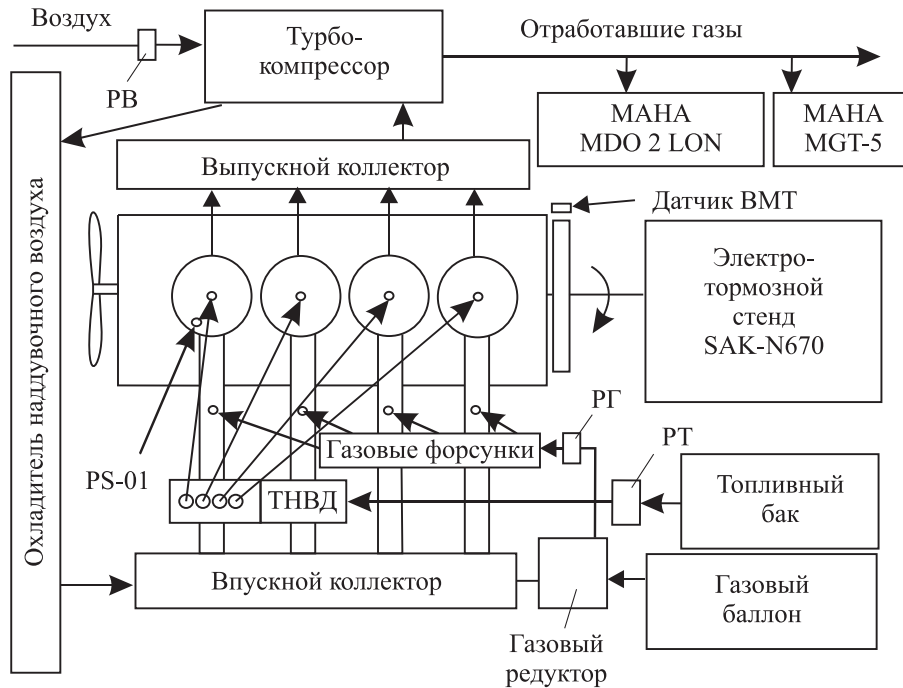 Воздух
РВ
Турбо-
компрессор
Отработавшие газы
МАНА
MDO 2 LON
МАНА
MGT-5
Выпускной коллектор
Датчик ВМТ
Охладитель наддувочного воздуха
Электро-
тормозной
стенд
SAK-N670
PS-01
Газовые форсунки
РГ
РТ
ТНВД
Топливный
бак
Впускной коллектор
Газовый
баллон
Газовый
редуктор